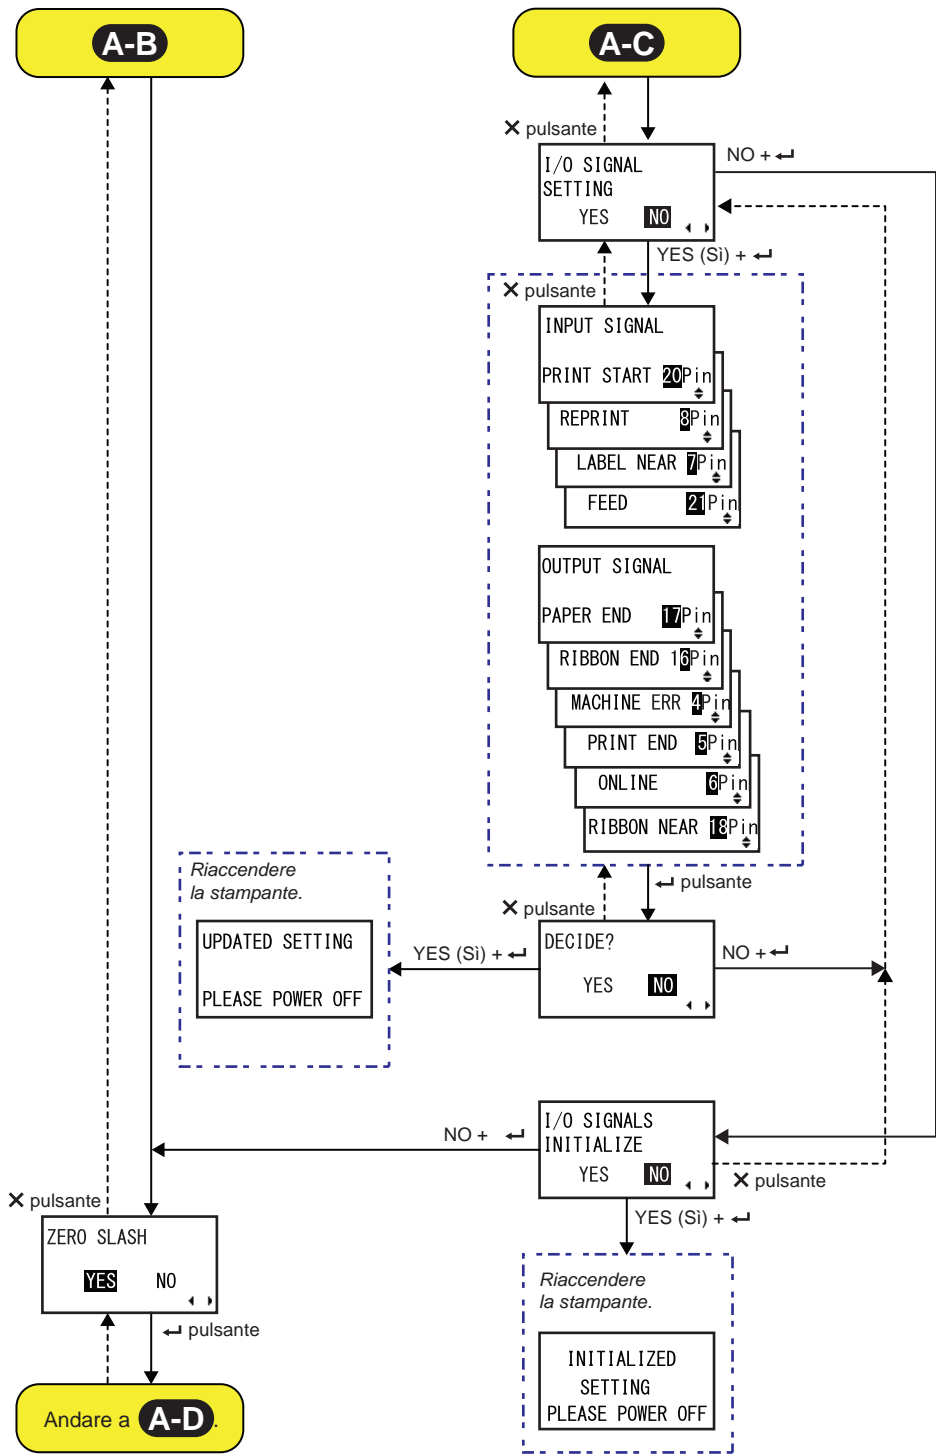 A-B
A-C
✕ pulsante
I/O SIGNAL
SETTING
YES NO
NO + ↵
YES (Sì) + ↵
✕ pulsante
INPUT SIGNAL
PRINT START 20Pin
REPRINT 8Pin
LABEL NEAR 7Pin
FEED 21Pin
OUTPUT SIGNAL
PAPER END 17Pin
RIBBON END 16Pin
MACHINE ERR 4Pin
PRINT END 5Pin
ONLINE 6Pin
RIBBON NEAR 18Pin
↵ pulsante
✕ pulsante
Riaccendere
la stampante.
UPDATED SETTING
PLEASE POWER OFF
YES (Sì) + ↵
DECIDE?
YES NO
NO + ↵
I/O SIGNALS
INITIALIZE
YES NO
NO + ↵
✕ pulsante
YES (Sì) + ↵
✕ pulsante
ZERO SLASH
YES NO
↵ pulsante
Riaccendere
la stampante.
INITIALIZED
SETTING
PLEASE POWER OFF
Andare a A-D.